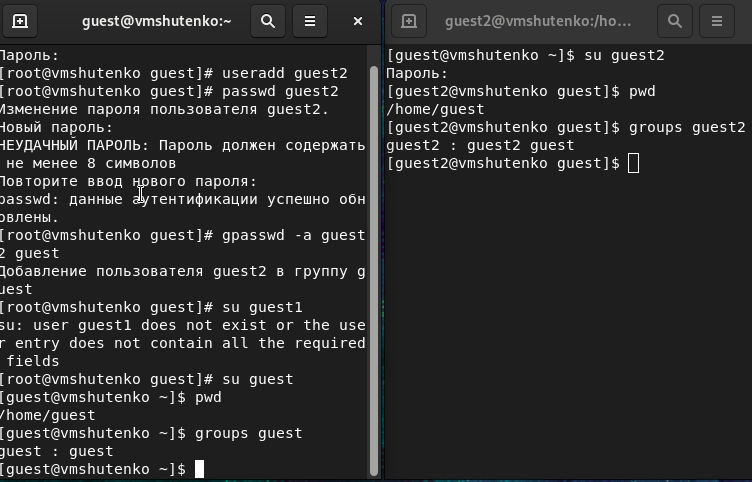 guest@vmshutenko:~
Пароль:
[root@vmshutenko guest]# useradd guest2
[root@vmshutenko guest]# passwd guest2
Изменение пароля пользователя guest2.
Новый пароль:
НЕУДАЧНЫЙ ПАРОЛЬ: Пароль должен содержать
 не менее 8 символов
Повторите ввод нового пароля:
passwd: данные аутентификации успешно обн
овлены.
[root@vmshutenko guest]# gpasswd -a guest
2 guest
Добавление пользователя guest2 в группу g
uest
[root@vmshutenko guest]# su guest1
su: user guest1 does not exist or the use
r entry does not contain all the required
 fields
[root@vmshutenko guest]# su guest
[guest@vmshutenko ~]$ pwd
/home/guest
[guest@vmshutenko ~]$ groups guest
guest : guest
[guest@vmshutenko ~]$
guest2@vmshutenko:/ho...
[guest@vmshutenko ~]$ su guest2
Пароль:
[guest2@vmshutenko guest]$ pwd
/home/guest
[guest2@vmshutenko guest]$ groups guest2
guest2 : guest2 guest
[guest2@vmshutenko guest]$